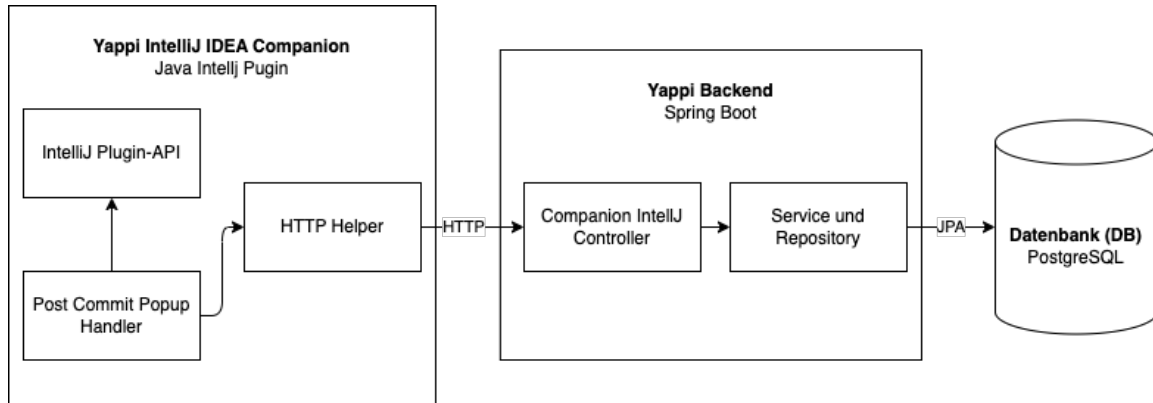 Yappi IntelliJ IDEA Companion
Java Intellj Pugin
IntelliJ Plugin-API
Post Commit Popup
Handler
HTTP Helper
HTTP
Yappi Backend
Spring Boot
Companion IntellJ
Controller
Service und
Repository
JPA
Datenbank (DB)
PostgreSQL